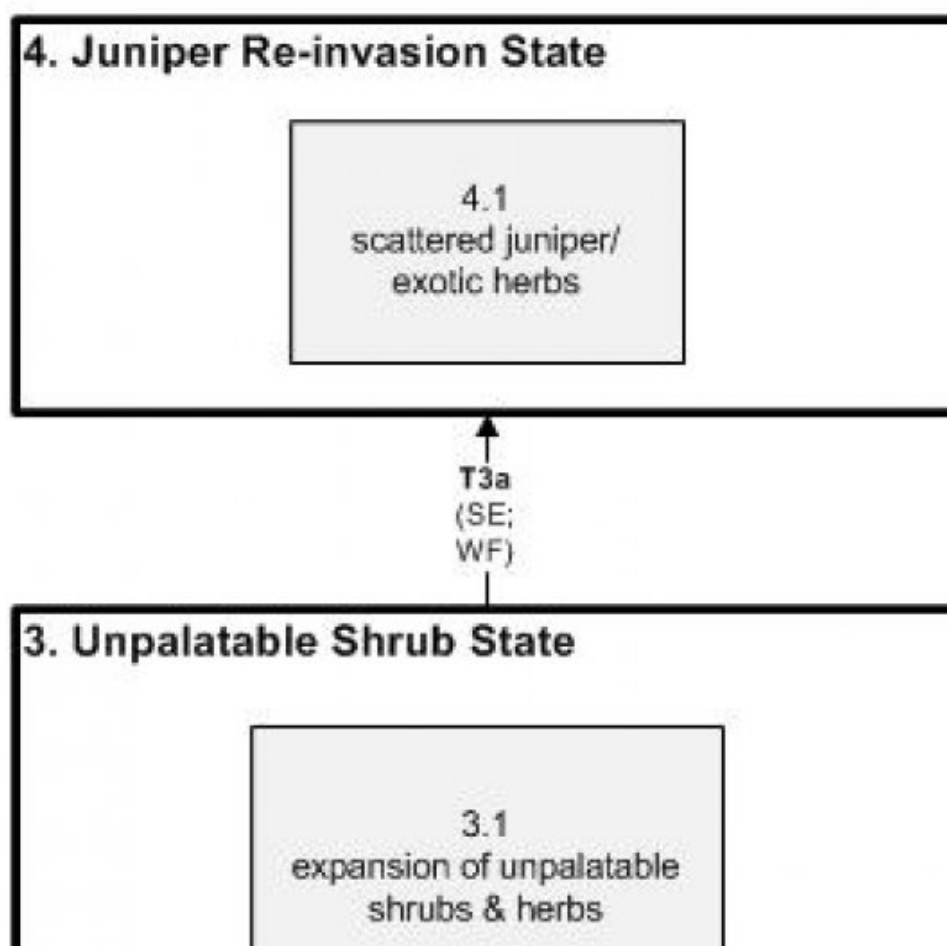 4. Juniper Re-invasion State
4.1
scattered juniper/
exotic herbs
T3a
(SE;
WF)
3. Unpalatable Shrub State
3.1
expansion of unpalatable
shrubs & herbs